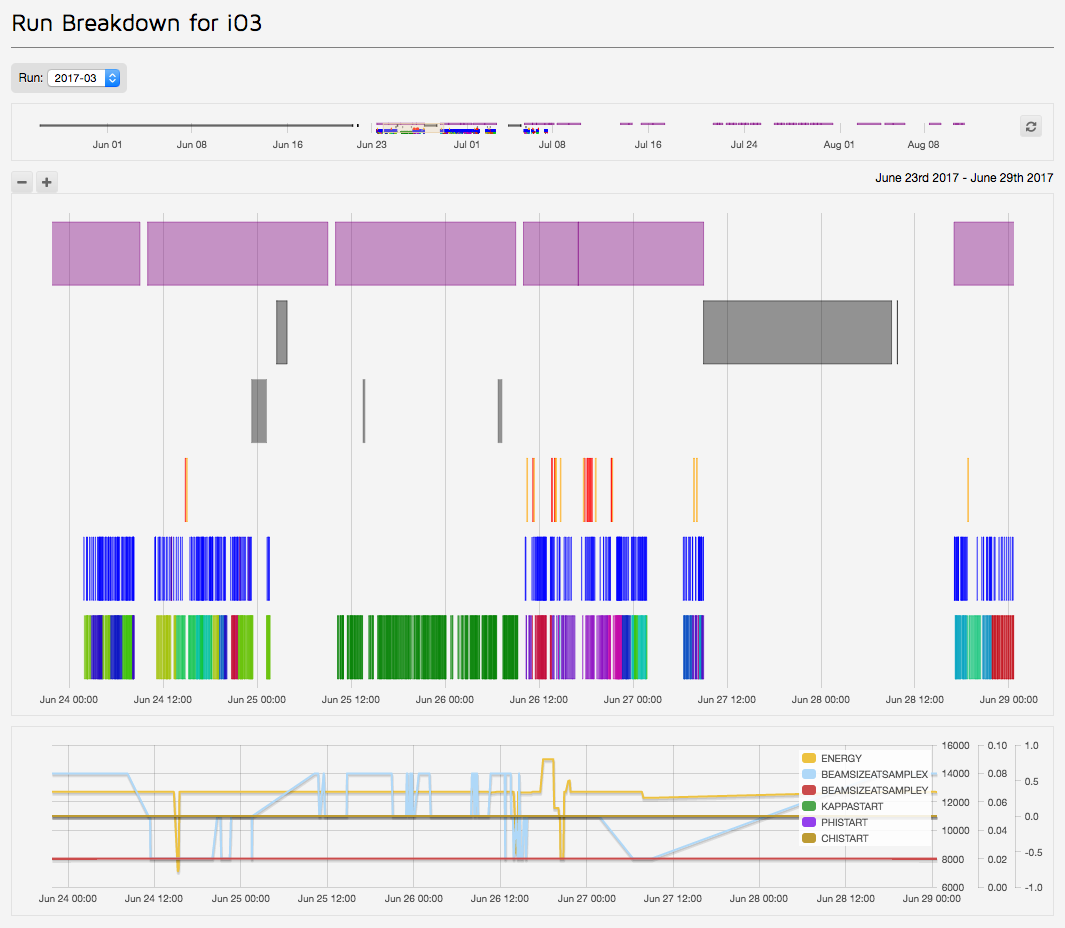 Run Breakdown for i03
Run: 2017-03
Jun 01 Jun 08 Jun 16 Jun 23 Jul 01 Jul 08 Jul 16 Jul 24 Aug 01 Aug 08
− + June 23rd 2017 - June 29th 2017
Jun 24 00:00 Jun 24 12:00 Jun 25 00:00 Jun 25 12:00 Jun 26 00:00 Jun 26 12:00 Jun 27 00:00 Jun 27 12:00 Jun 28 00:00 Jun 28 12:00 Jun 29 00:00
16000 0.10 1.0
ENERGY
BEAMSIZEATSAMPLEX 14000 0.08 0.5
BEAMSIZEATSAMPLEY
KAPPASTART 12000 0.06 0.0
PHISTART
CHISTART 10000 0.04 -0.5
8000 0.02
6000 0.00 -1.0
Jun 24 00:00 Jun 24 12:00 Jun 25 00:00 Jun 25 12:00 Jun 26 00:00 Jun 26 12:00 Jun 27 00:00 Jun 27 12:00 Jun 28 00:00 Jun 28 12:00 Jun 29 00:00